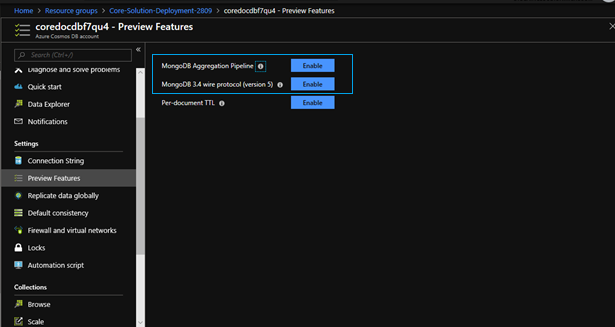 Home > Resource groups > Core-Solution-Deployment-2809 > coredocdbf7qu4 - Preview Features
coredocdbf7qu4 - Preview Features
Azure Cosmos DB account
Search (Ctrl+/)
Diagnose and solve problems
Quick start
Data Explorer
Notifications
Settings
Connection String
Preview Features
Replicate data globally
Default consistency
Firewall and virtual networks
Locks
Automation script
Collections
Browse
Scale
MongoDB Aggregation Pipeline Enable
MongoDB 3.4 wire protocol (version 5) Enable
Per-document TTL Enable